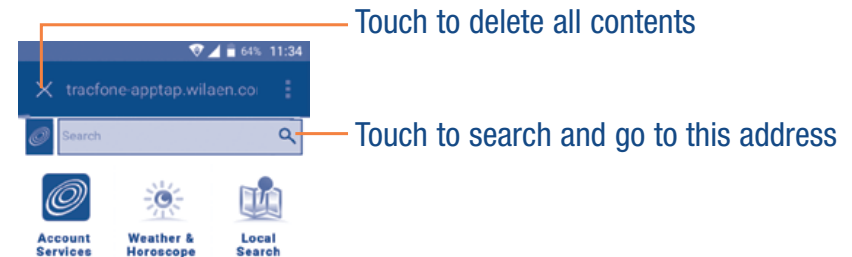 Touch to delete all contents
64% 11:34
tracfone-apptap.wilaen.co
Search
Touch to search and go to this address
Account Services
Weather & Horoscope
Local Search